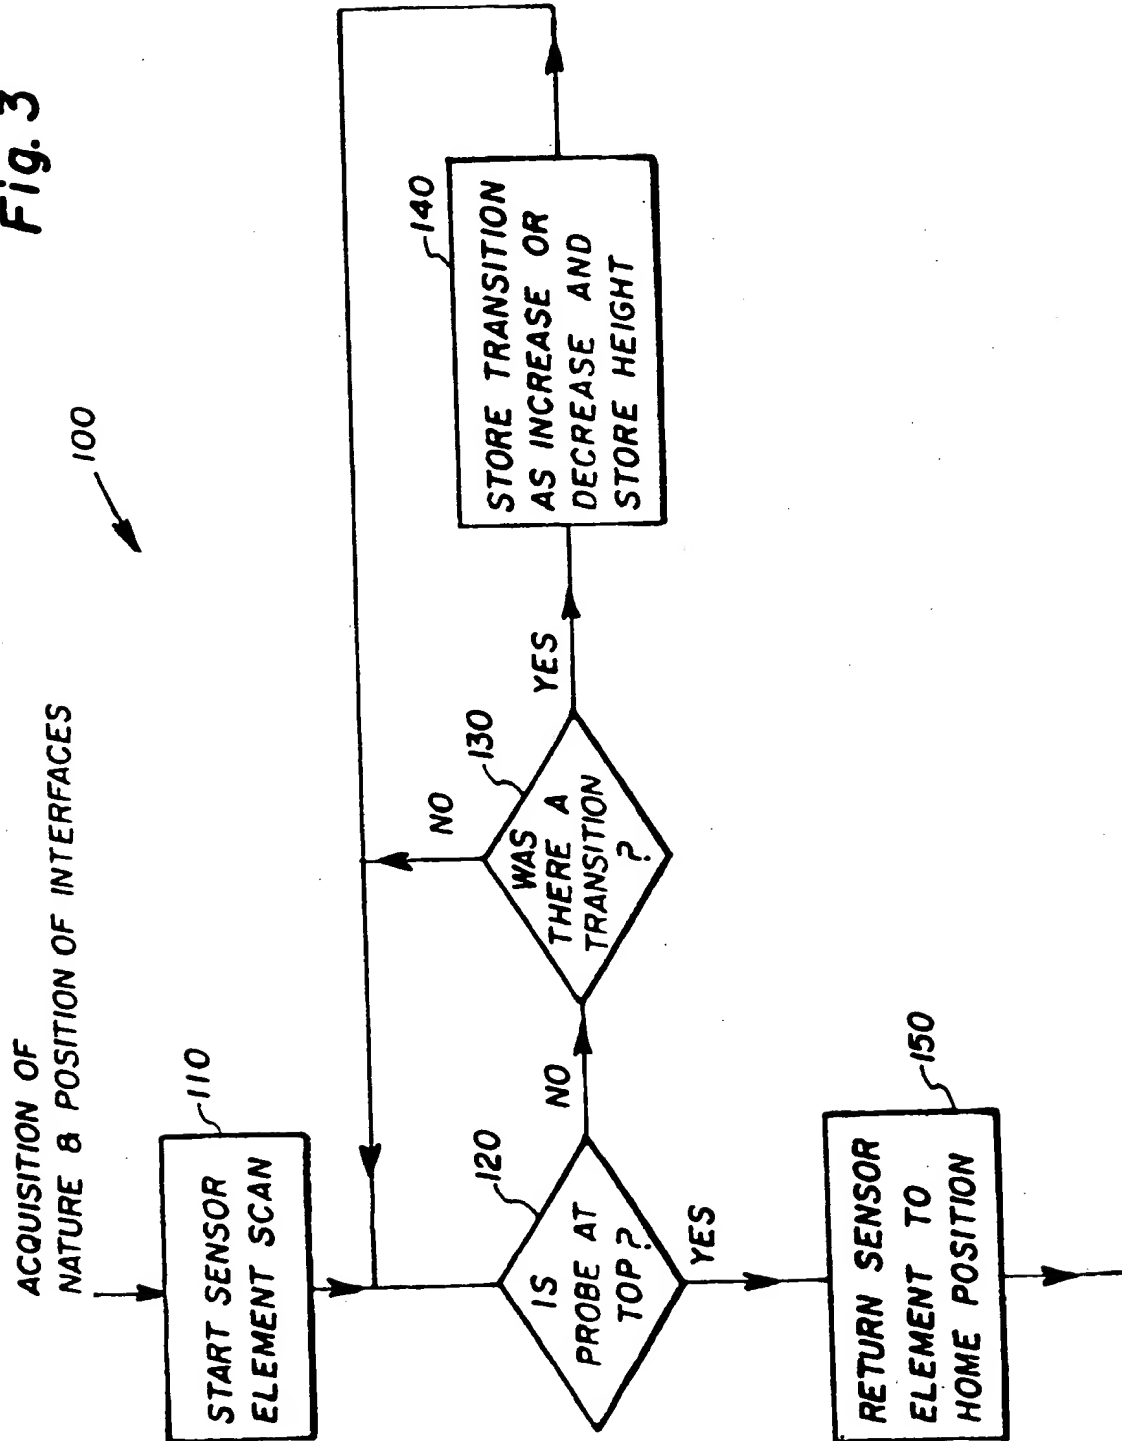 Fig. 3
100
ACQUISITION OF
NATURE & POSITION OF INTERFACES
110
START SENSOR
ELEMENT SCAN
120
IS
PROBE AT
TOP?
NO
YES
130
WAS
THERE A
TRANSITION
?
NO
YES
140
STORE TRANSITION
AS INCREASE OR
DECREASE AND
STORE HEIGHT
150
RETURN SENSOR
ELEMENT TO
HOME POSITION